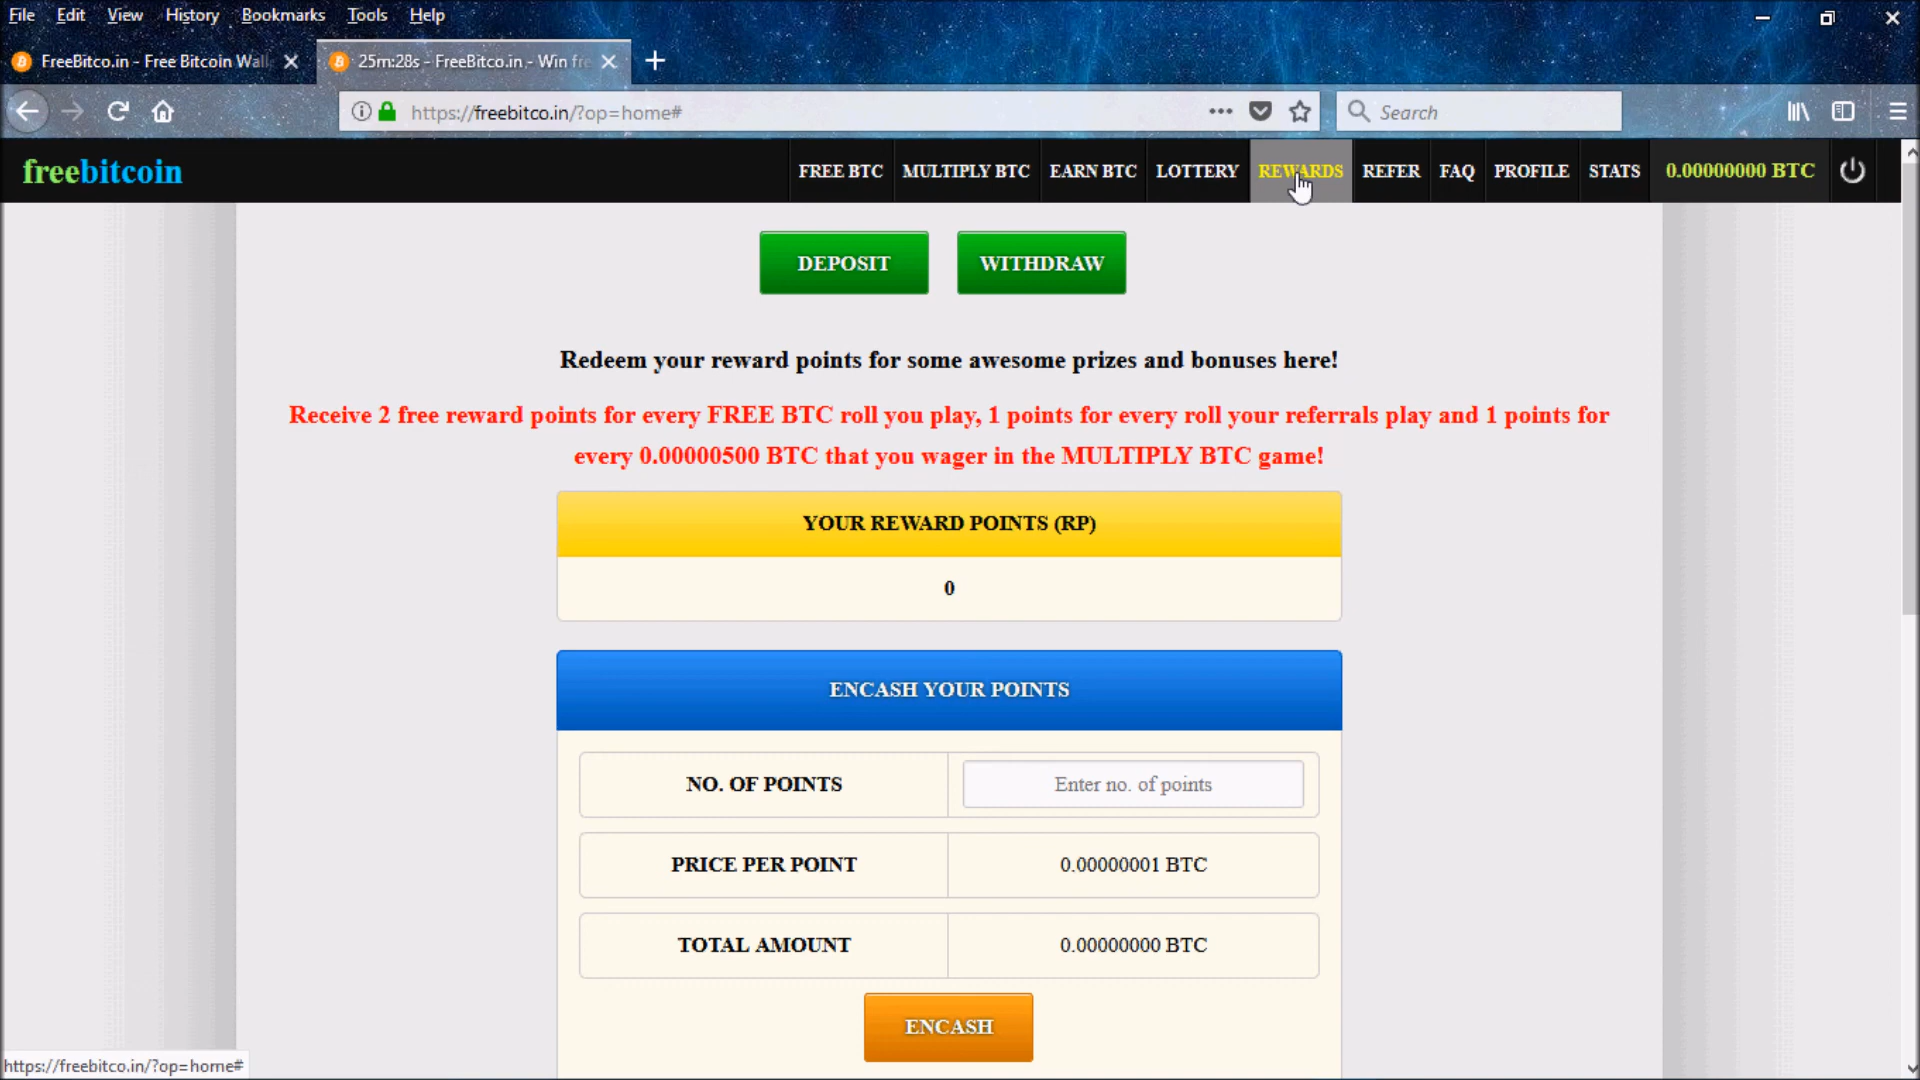 File Edit View History Bookmarks Tools Help
FreeBitco.in - Free Bitcoin Wall
25m:28s - FreeBitco.in - Win fre
https://freebitco.in/?op=home#
Search
freebitcoin
FREE BTC MULTIPLY BTC EARN BTC LOTTERY REWARDS REFER FAQ PROFILE STATS 0.00000000 BTC
DEPOSIT WITHDRAW
Redeem your reward points for some awesome prizes and bonuses here!
Receive 2 free reward points for every FREE BTC roll you play, 1 points for every roll your referrals play and 1 points for
every 0.00000500 BTC that you wager in the MULTIPLY BTC game!
YOUR REWARD POINTS (RP)
0
ENCASH YOUR POINTS
NO. OF POINTS Enter no. of points
PRICE PER POINT 0.00000001 BTC
TOTAL AMOUNT 0.00000000 BTC
ENCASH
https://freebitco.in/?op=home#